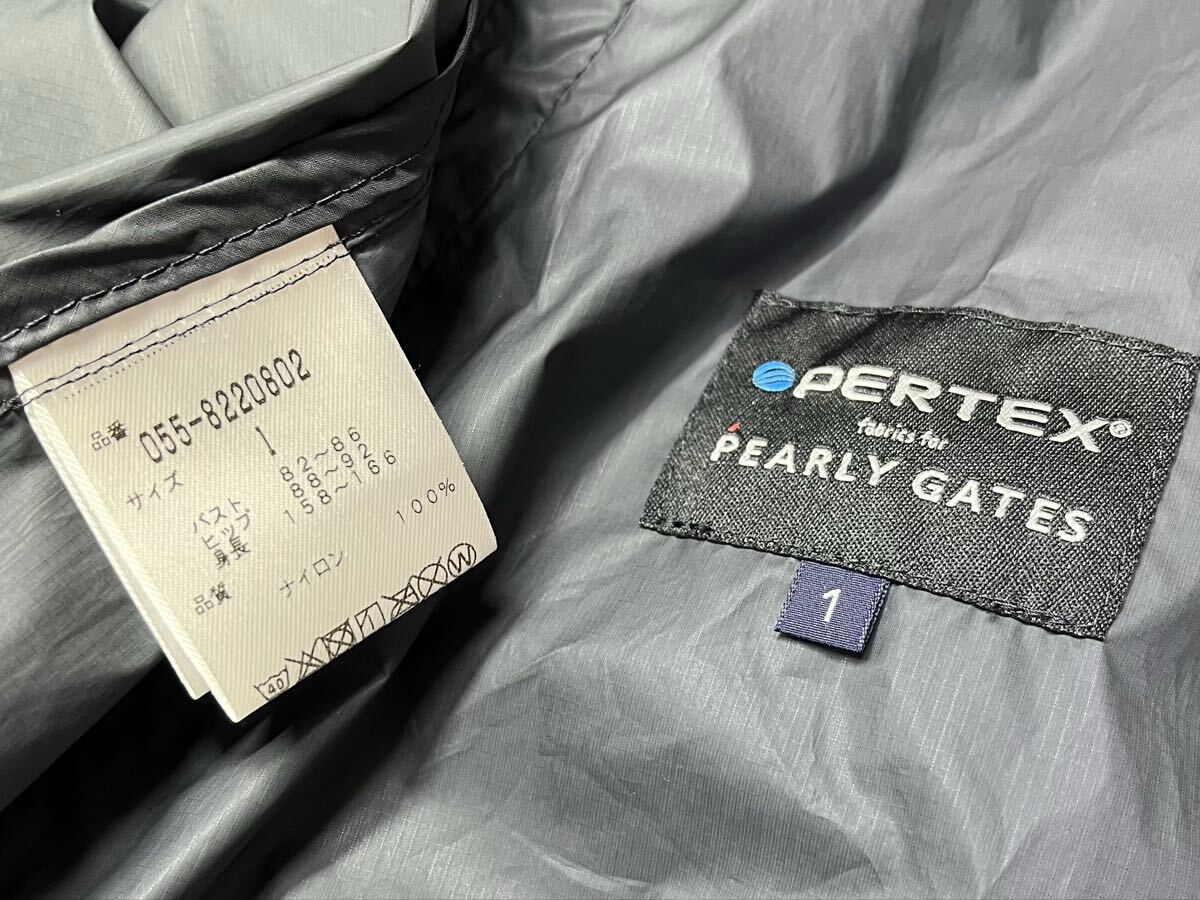 品番 055-8220802
サイズ 1
バスト 82~86
ヒップ 88~92
身長 158~166
品質 ナイロン 100%
40 W
PERTEX®
fabrics for
PEARLY GATES
1